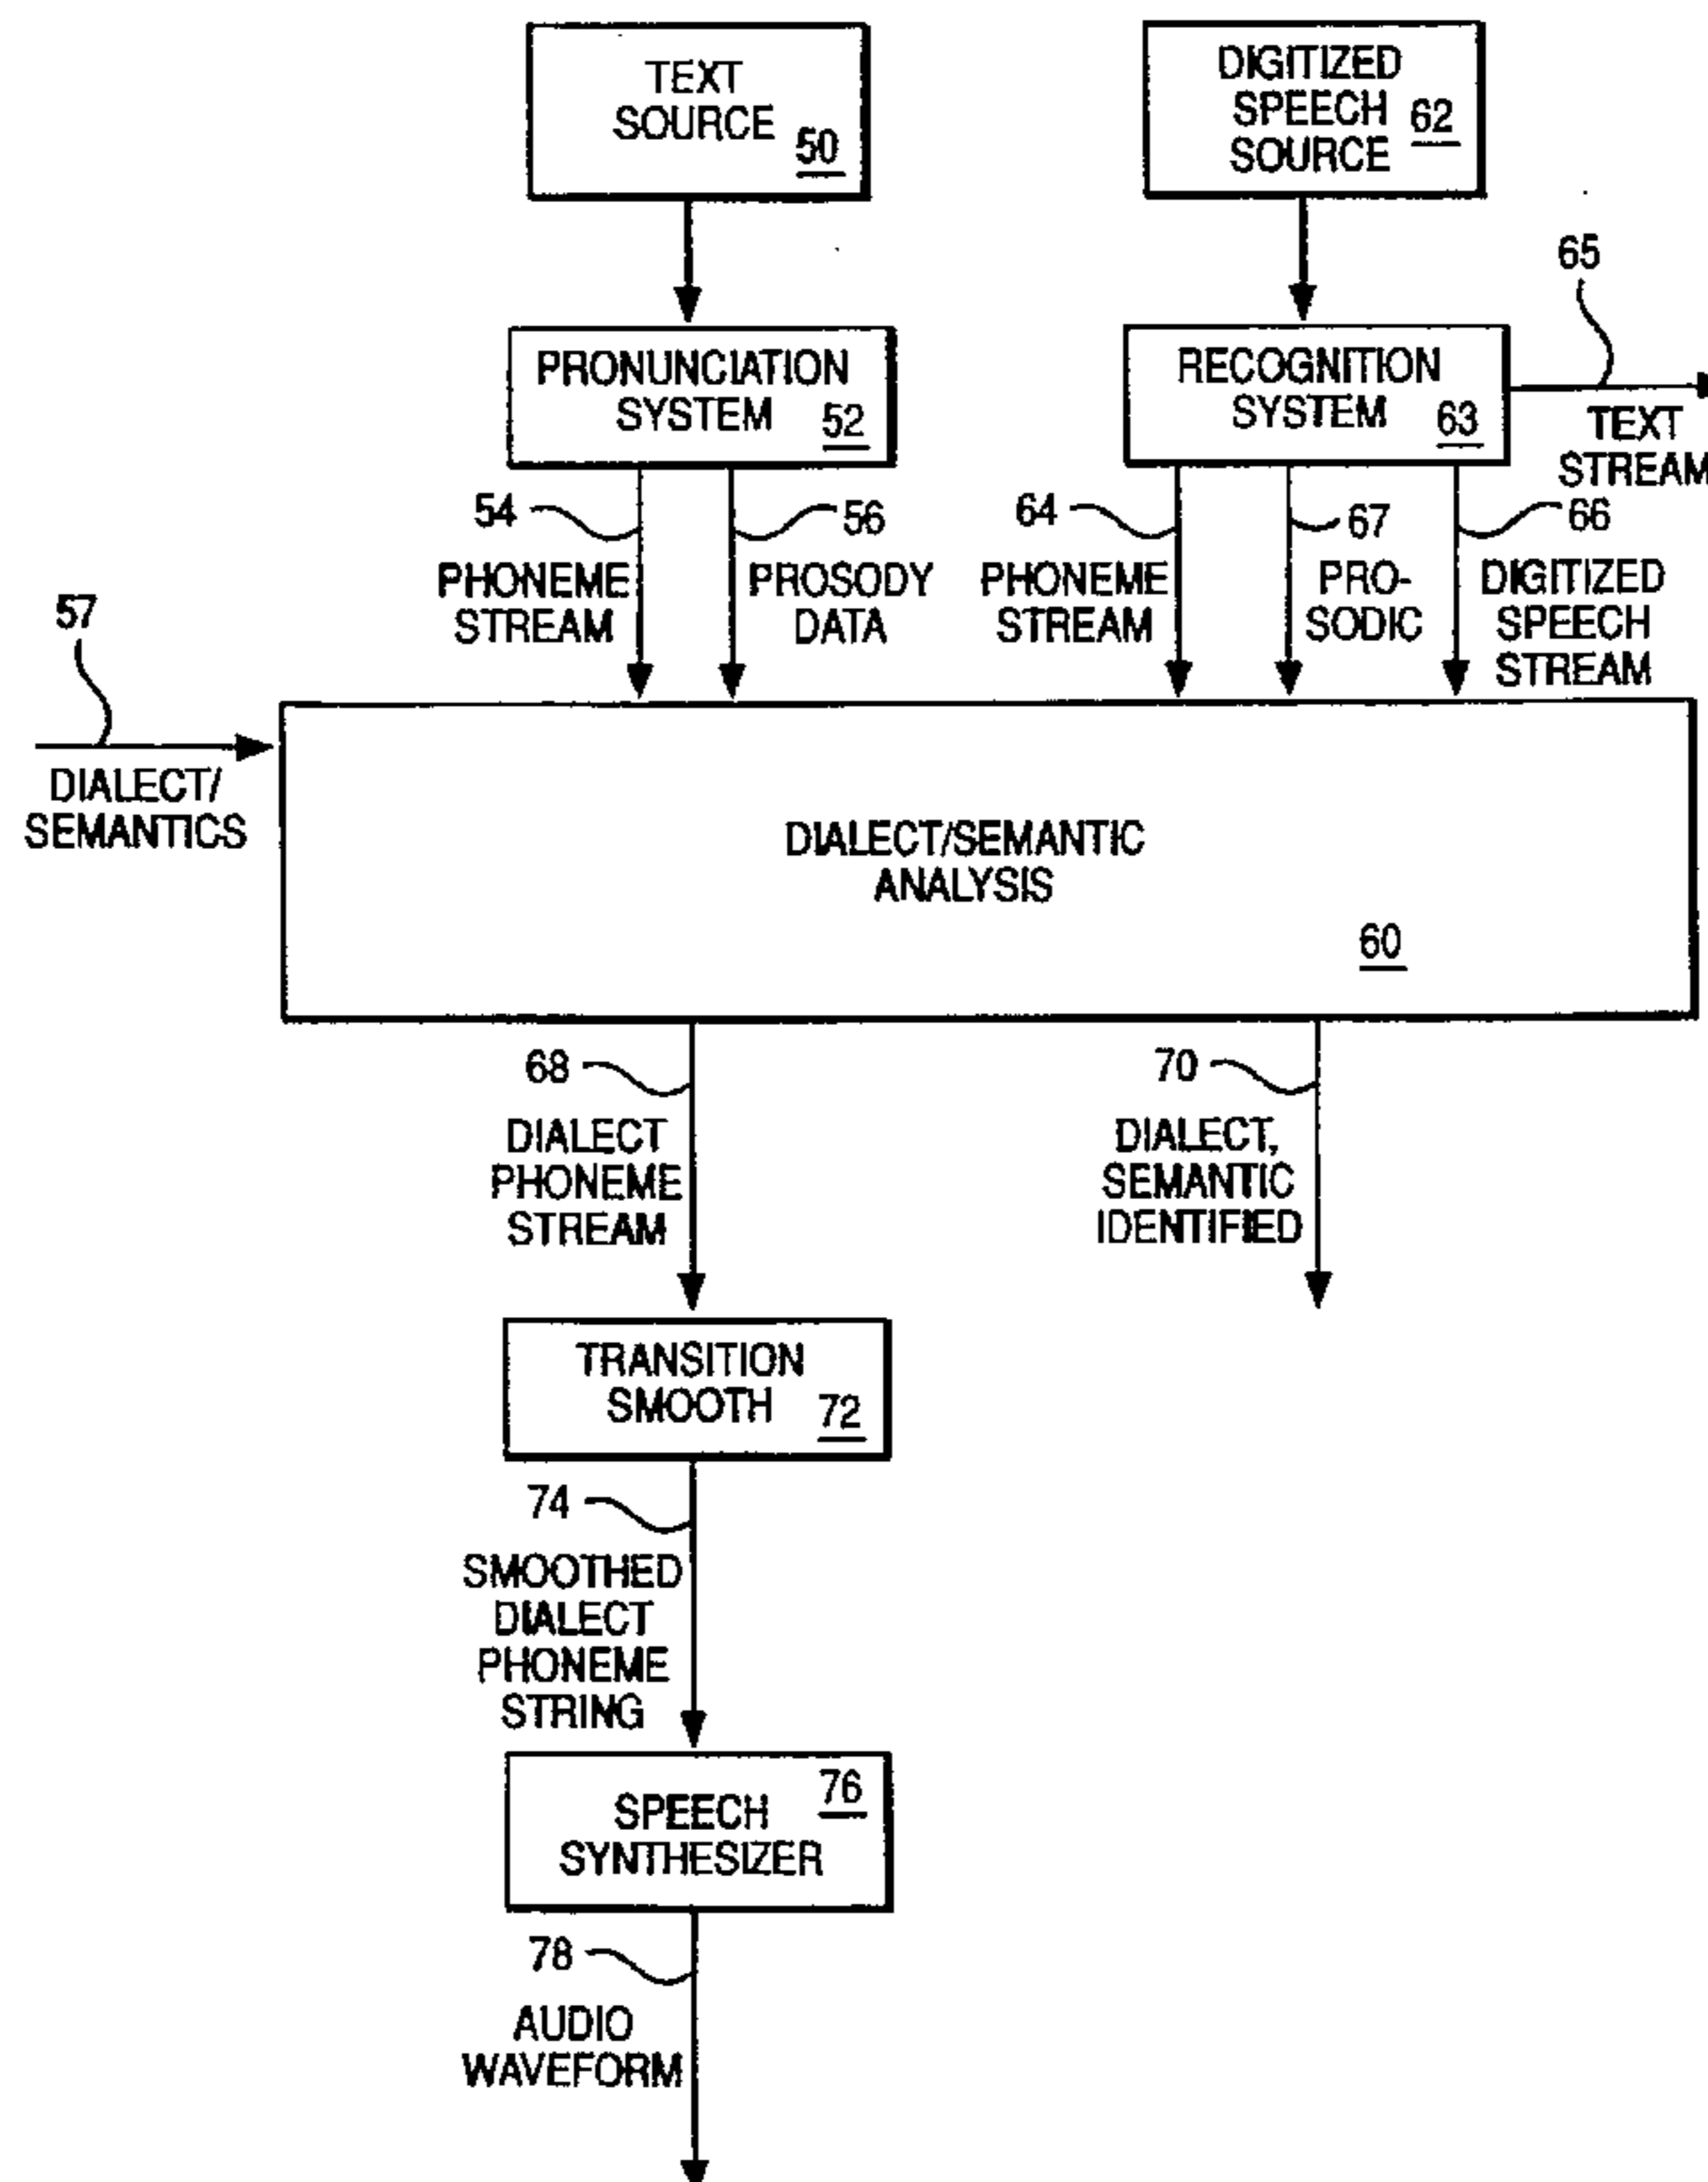 TEXT
SOURCE
50
DIGITIZED
SPEECH
SOURCE
62
PRONUNCIATION
SYSTEM
52
RECOGNITION
SYSTEM
63
65
TEXT
STREAM
54
PHONEME
STREAM
56
PROSODY
DATA
64
PHONEME
STREAM
67
PRO-
SODIC
66
DIGITIZED
SPEECH
STREAM
57
DIALECT/
SEMANTICS
DIALECT/SEMANTIC
ANALYSIS
60
68
DIALECT
PHONEME
STREAM
70
DIALECT,
SEMANTIC
IDENTIFIED
TRANSITION
SMOOTH
72
74
SMOOTHED
DIALECT
PHONEME
STRING
76
SPEECH
SYNTHESIZER
78
AUDIO
WAVEFORM